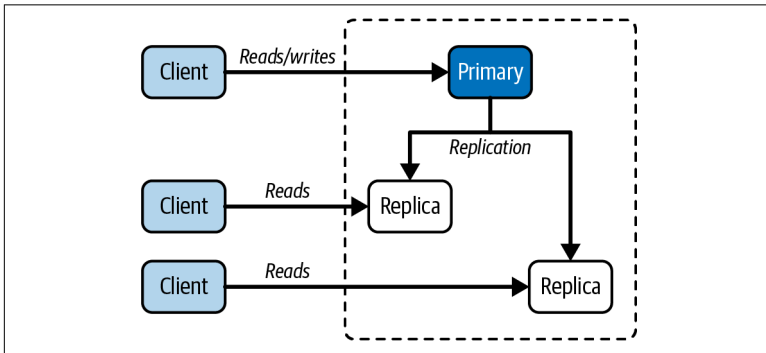 Reads/writes
Client
Primary
Replication
Reads
Client
Replica
Reads
Client
Replica